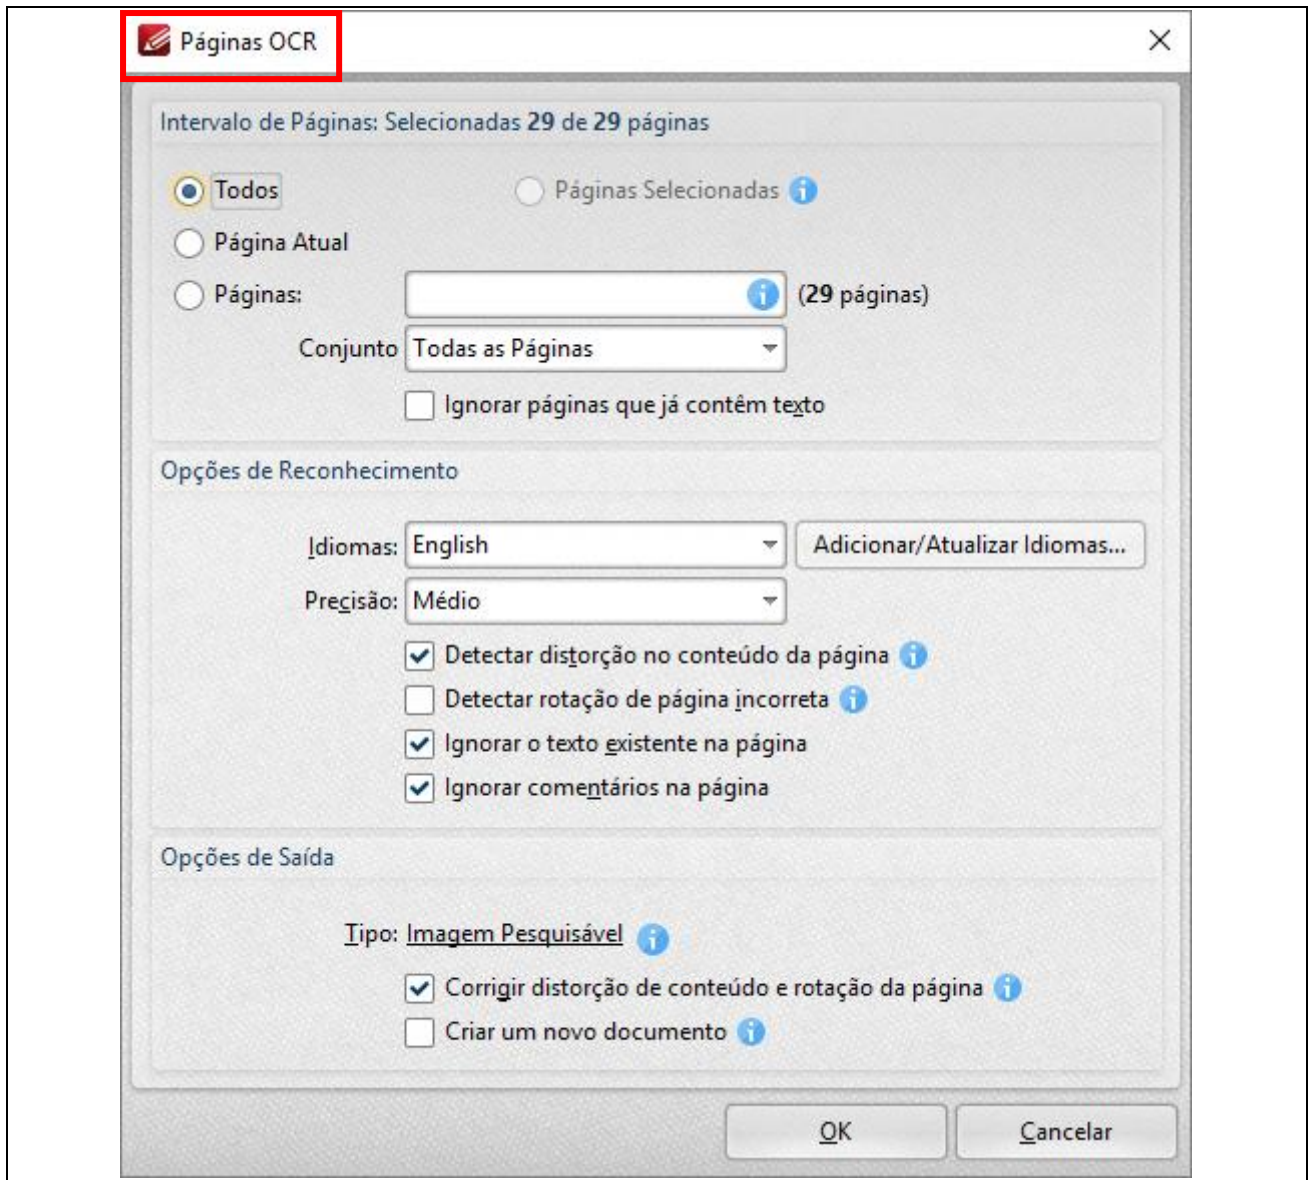 Páginas OCR
Intervalo de Páginas: Selecionadas 29 de 29 páginas
Todos Páginas Selecionadas
Página Atual
Páginas: (29 páginas)
Conjunto Todas as Páginas
Ignorar páginas que já contêm texto
Opções de Reconhecimento
Idiomas: English Adicionar/Atualizar Idiomas...
Precisão: Médio
Detectar distorção no conteúdo da página
Detectar rotação de página incorreta
Ignorar o texto existente na página
Ignorar comentários na página
Opções de Saída
Tipo: Imagem Pesquisável
Corrigir distorção de conteúdo e rotação da página
Criar um novo documento
OK Cancelar